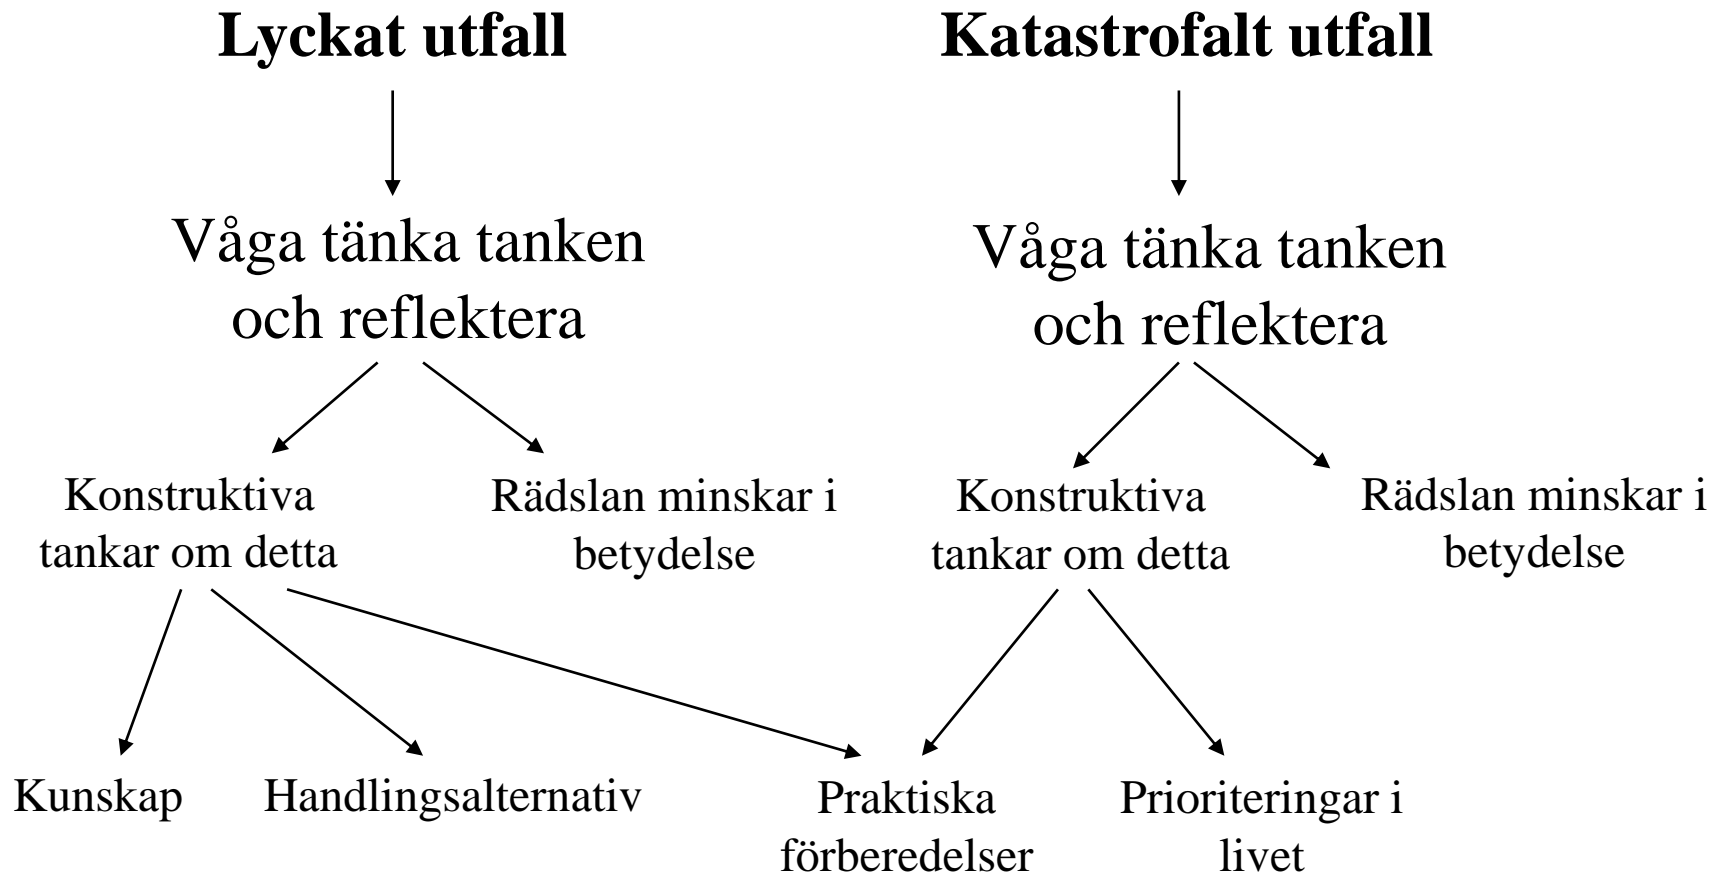 Lyckat utfall
Katastrofalt utfall
Våga tänka tanken
och reflektera
Våga tänka tanken
och reflektera
Konstruktiva
tankar om detta
Rädslan minskar i
betydelse
Konstruktiva
tankar om detta
Rädslan minskar i
betydelse
Kunskap
Handlingsalternativ
Praktiska
förberedelser
Prioriteringar i
livet